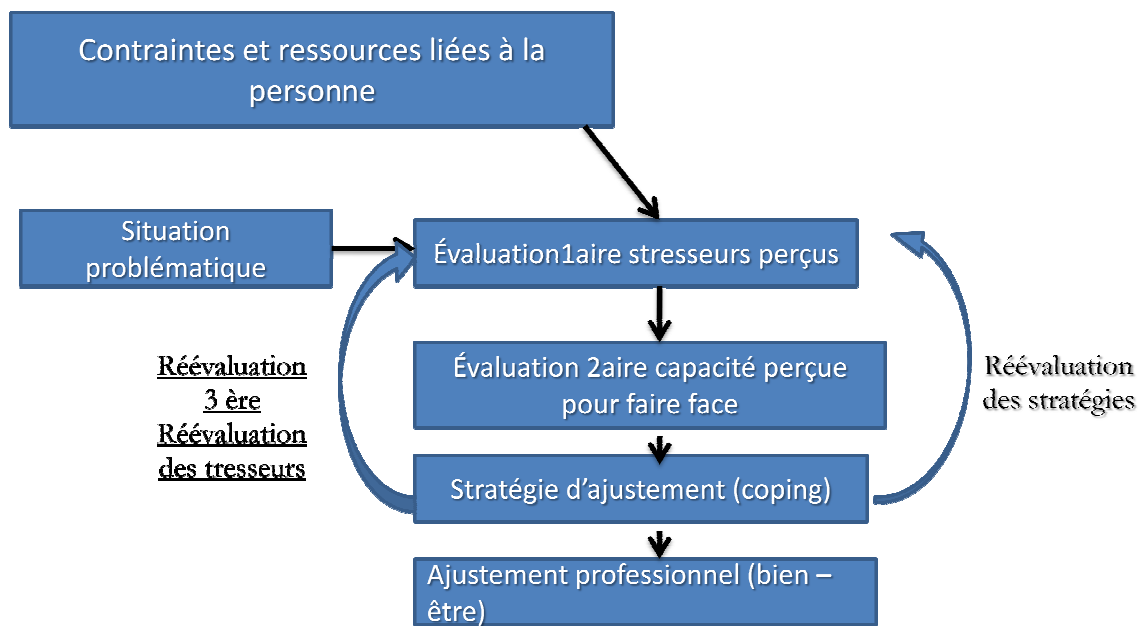 Contraintes et ressources liées à la
personne
Situation
problématique
Évaluation1aire stresseurs perçus
Réévaluation
3 ère
Réévaluation
des tresseurs
Évaluation 2aire capacité perçue
pour faire face
Réévaluation
des stratégies
Stratégie d’ajustement (coping)
Ajustement professionnel (bien –
être)